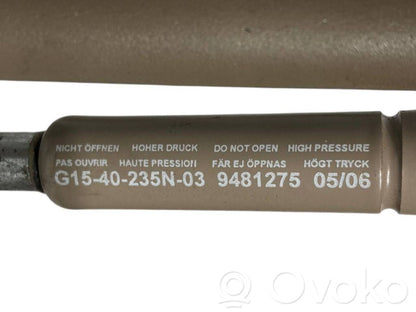 NICHT ÖFFNEN HOHER DRUCK DO NOT OPEN HIGH PRESSURE
PAS OUVRIR HAUTE PRESSION FÄR EJ ÖPPNAS HÖGT TRYCK
G15-40-235N-03 9481275 05/06
Ovoko